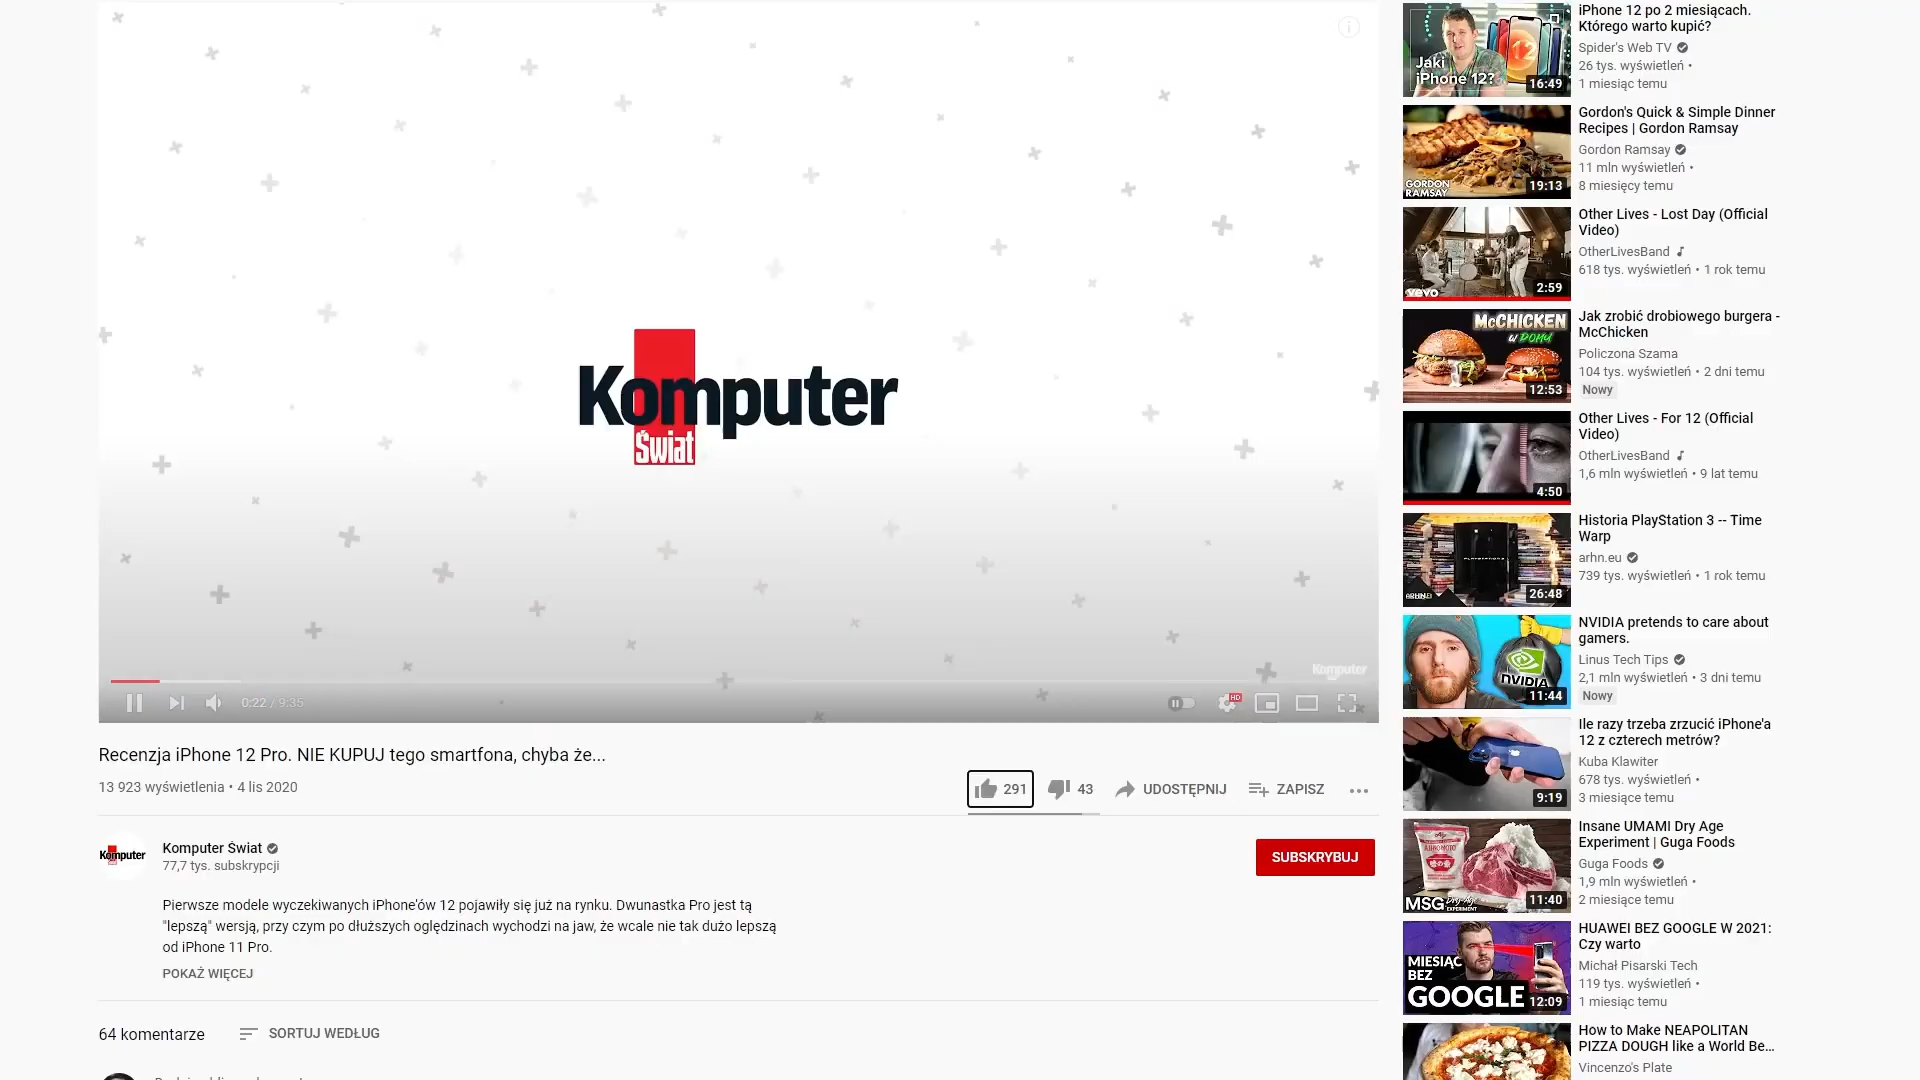 Komputer
Świat
Komputer
0:22 / 9:35
HD
Recenzja iPhone 12 Pro. NIE KUPUJ tego smartfona, chyba że...
13 923 wyświetlenia • 4 lis 2020
291
43
UDOSTĘPNIJ
ZAPISZ
Komputer
Komputer Świat
77,7 tys. subskrypcji
SUBSKRYBUJ
Pierwsze modele wyczekiwanych iPhone'ów 12 pojawiły się już na rynku. Dwunastka Pro jest tą
"lepszą" wersją, przy czym po dłuższych oględzinach wychodzi na jaw, że wcale nie tak dużo lepszą
od iPhone 11 Pro.
POKAŻ WIĘCEJ
64 komentarze
SORTUJ WEDŁUG
Jaki
iPhone 12?
12
16:49
iPhone 12 po 2 miesiącach.
Którego warto kupić?
Spider's Web TV
26 tys. wyświetleń •
1 miesiąc temu
GORDON
RAMSAY
19:13
Gordon's Quick & Simple Dinner
Recipes | Gordon Ramsay
Gordon Ramsay
11 mln wyświetleń •
8 miesięcy temu
vevo
2:59
Other Lives - Lost Day (Official
Video)
OtherLivesBand
618 tys. wyświetleń • 1 rok temu
McCHICKEN
W DOMU
12:53
Jak zrobić drobiowego burgera -
McChicken
Policzona Szama
104 tys. wyświetleń • 2 dni temu
Nowy
4:50
Other Lives - For 12 (Official
Video)
OtherLivesBand
1,6 mln wyświetleń • 9 lat temu
26:48
Historia PlayStation 3 -- Time
Warp
arhn.eu
739 tys. wyświetleń • 1 rok temu
NVIDIA
11:44
NVIDIA pretends to care about
gamers.
Linus Tech Tips
2,1 mln wyświetleń • 3 dni temu
Nowy
9:19
Ile razy trzeba zrzucić iPhone'a
12 z czterech metrów?
Kuba Klawiter
678 tys. wyświetleń •
3 miesiące temu
AJINOMOTO
MSG Dry-Age
EXPERIMENT
11:40
Insane UMAMI Dry Age
Experiment | Guga Foods
Guga Foods
1,9 mln wyświetleń •
2 miesiące temu
MIESIĄC
BEZ
GOOGLE
12:09
HUAWEI BEZ GOOGLE W 2021:
Czy warto
Michał Pisarski Tech
119 tys. wyświetleń •
1 miesiąc temu
How to Make NEAPOLITAN
PIZZA DOUGH like a World Be...
Vincenzo's Plate